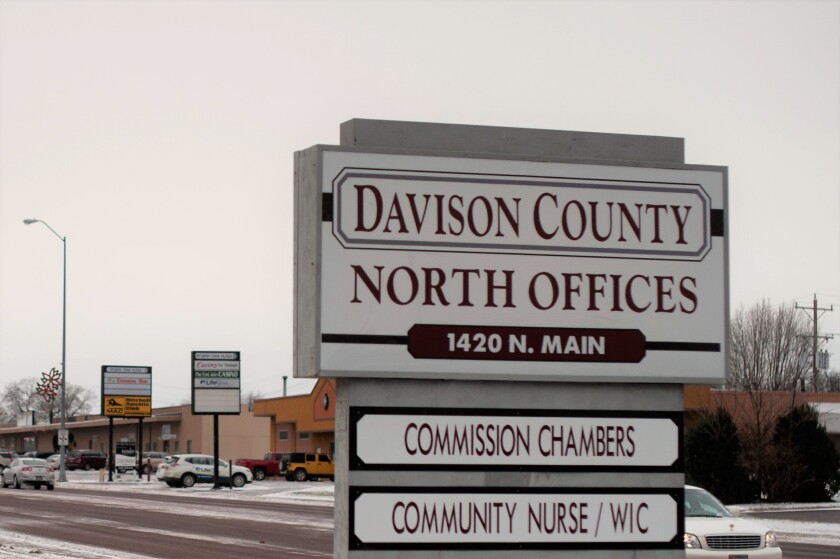 DAVISON COUNTY
NORTH OFFICES
1420 N. MAIN
COMMISSION CHAMBERS
COMMUNITY NURSE / WIC